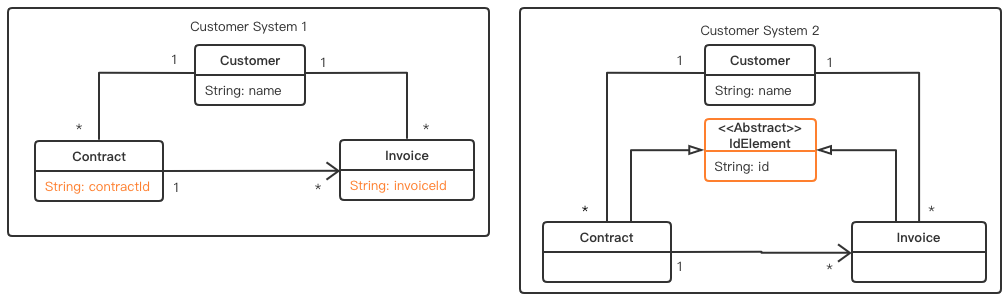 Customer System 1
1
Customer
1
String: name
*
*
Contract
Invoice
String: contractId
1
*
String: invoiceId
Customer System 2
1
Customer
1
String: name
<<Abstract>>
IdElement
String: id
*
*
Contract
Invoice
1
*